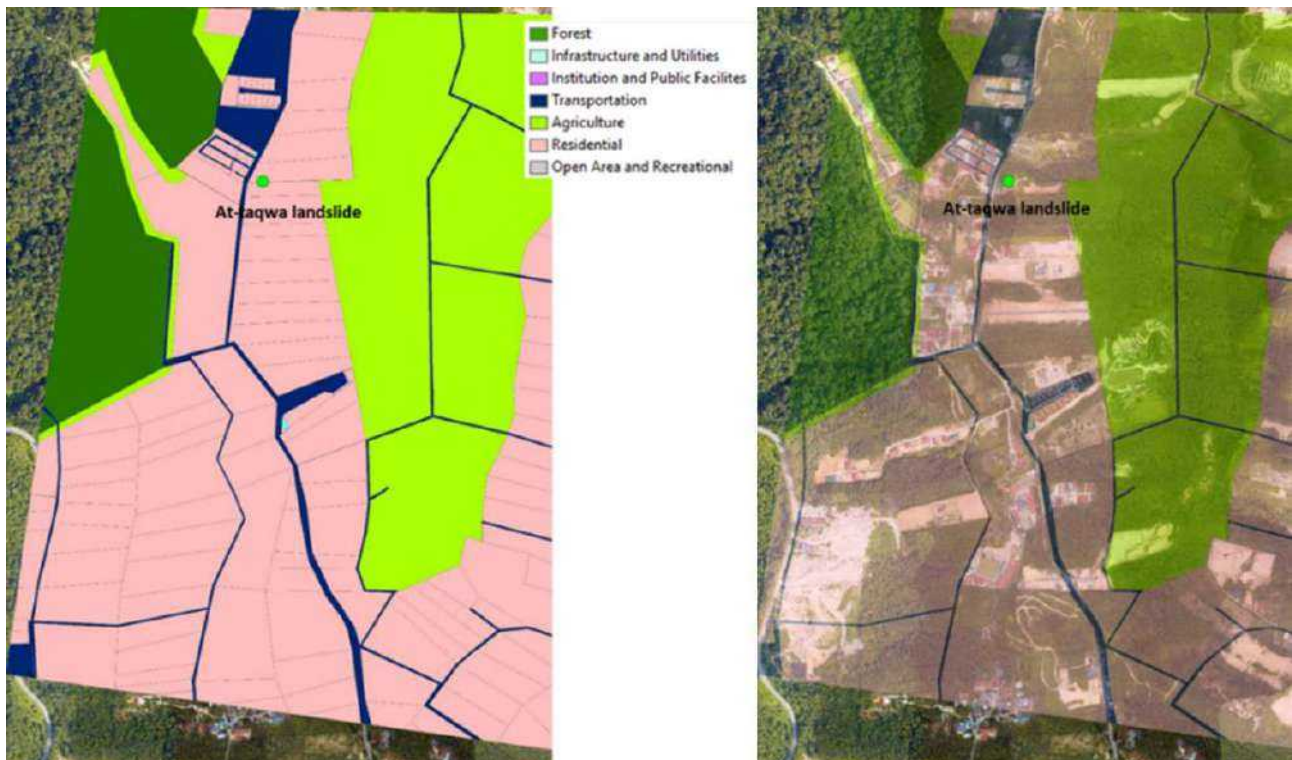 Forest
Infrastructure and Utilities
Institution and Public Facilites
Transportation
Agriculture
Residential
Open Area and Recreational
At-taqwa landslide
At-taqwa landslide